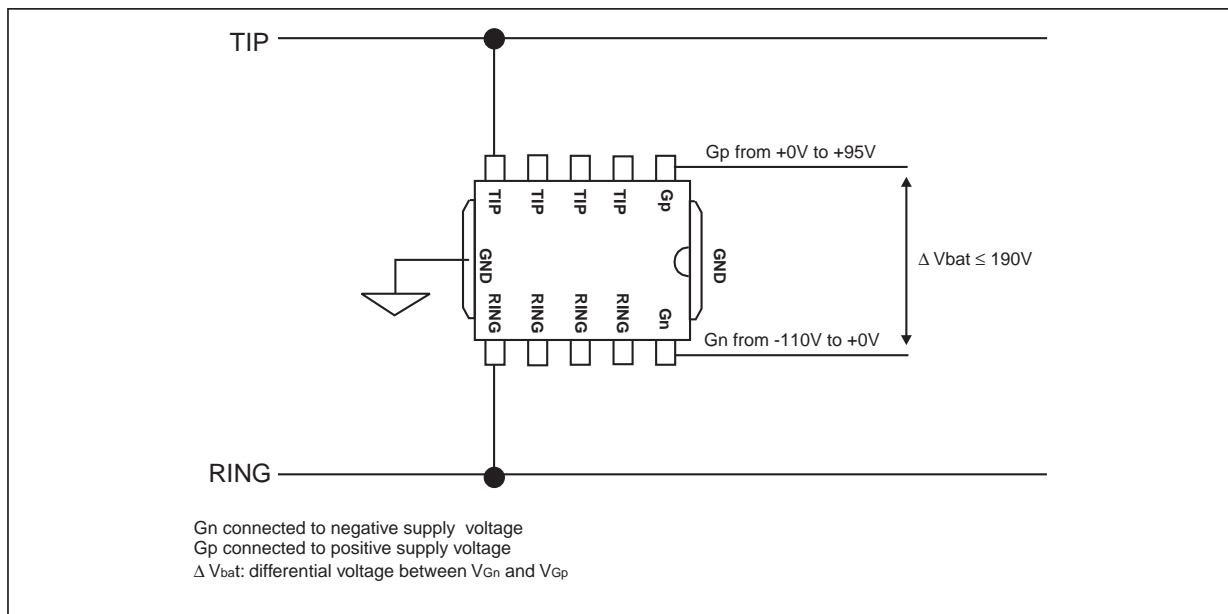 TIP
Gp from +0V to +95V
TIP TIP TIP TIP Gp
GND GND
Δ Vbat ≤ 190V
RING RING RING RING Gn
Gn from -110V to +0V
RING
Gn connected to negative supply voltage
Gp connected to positive supply voltage
Δ Vbat: differential voltage between VGn and VGp